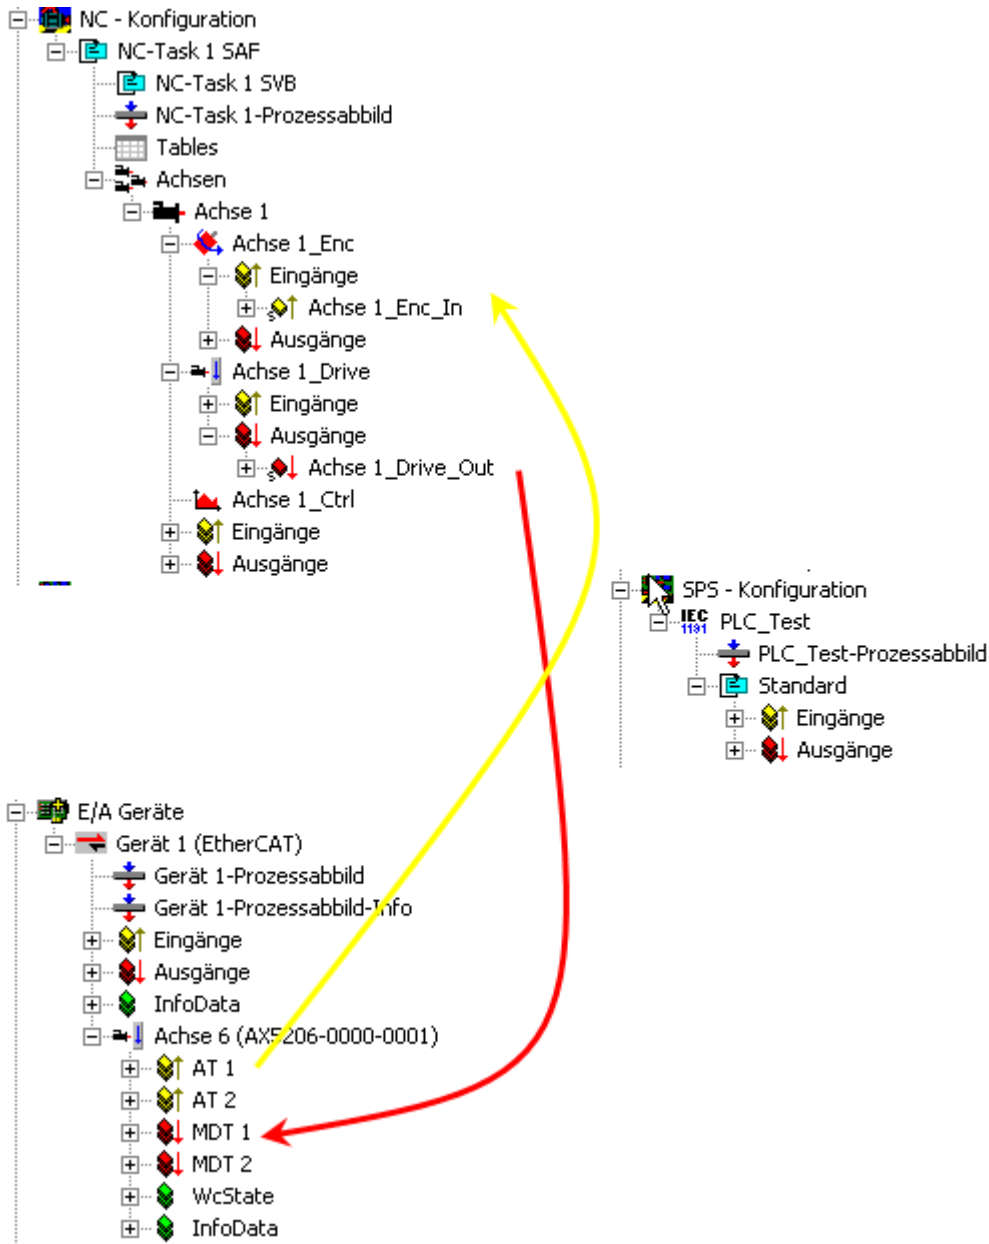 NC - Konfiguration
NC-Task 1 SAF
NC-Task 1 SVB
NC-Task 1-Prozessabbild
Tables
Achsen
Achse 1
Achse 1_Enc
Eingänge
Achse 1_Enc_In
Ausgänge
Achse 1_Drive
Eingänge
Ausgänge
Achse 1_Drive_Out
Achse 1_Ctrl
Eingänge
Ausgänge
SPS - Konfiguration
IEC
1131
PLC_Test
PLC_Test-Prozessabbild
Standard
Eingänge
Ausgänge
E/A Geräte
Gerät 1 (EtherCAT)
Gerät 1-Prozessabbild
Gerät 1-Prozessabbild-Info
Eingänge
Ausgänge
InfoData
Achse 6 (AX5206-0000-0001)
AT 1
AT 2
MDT 1
MDT 2
WcState
InfoData